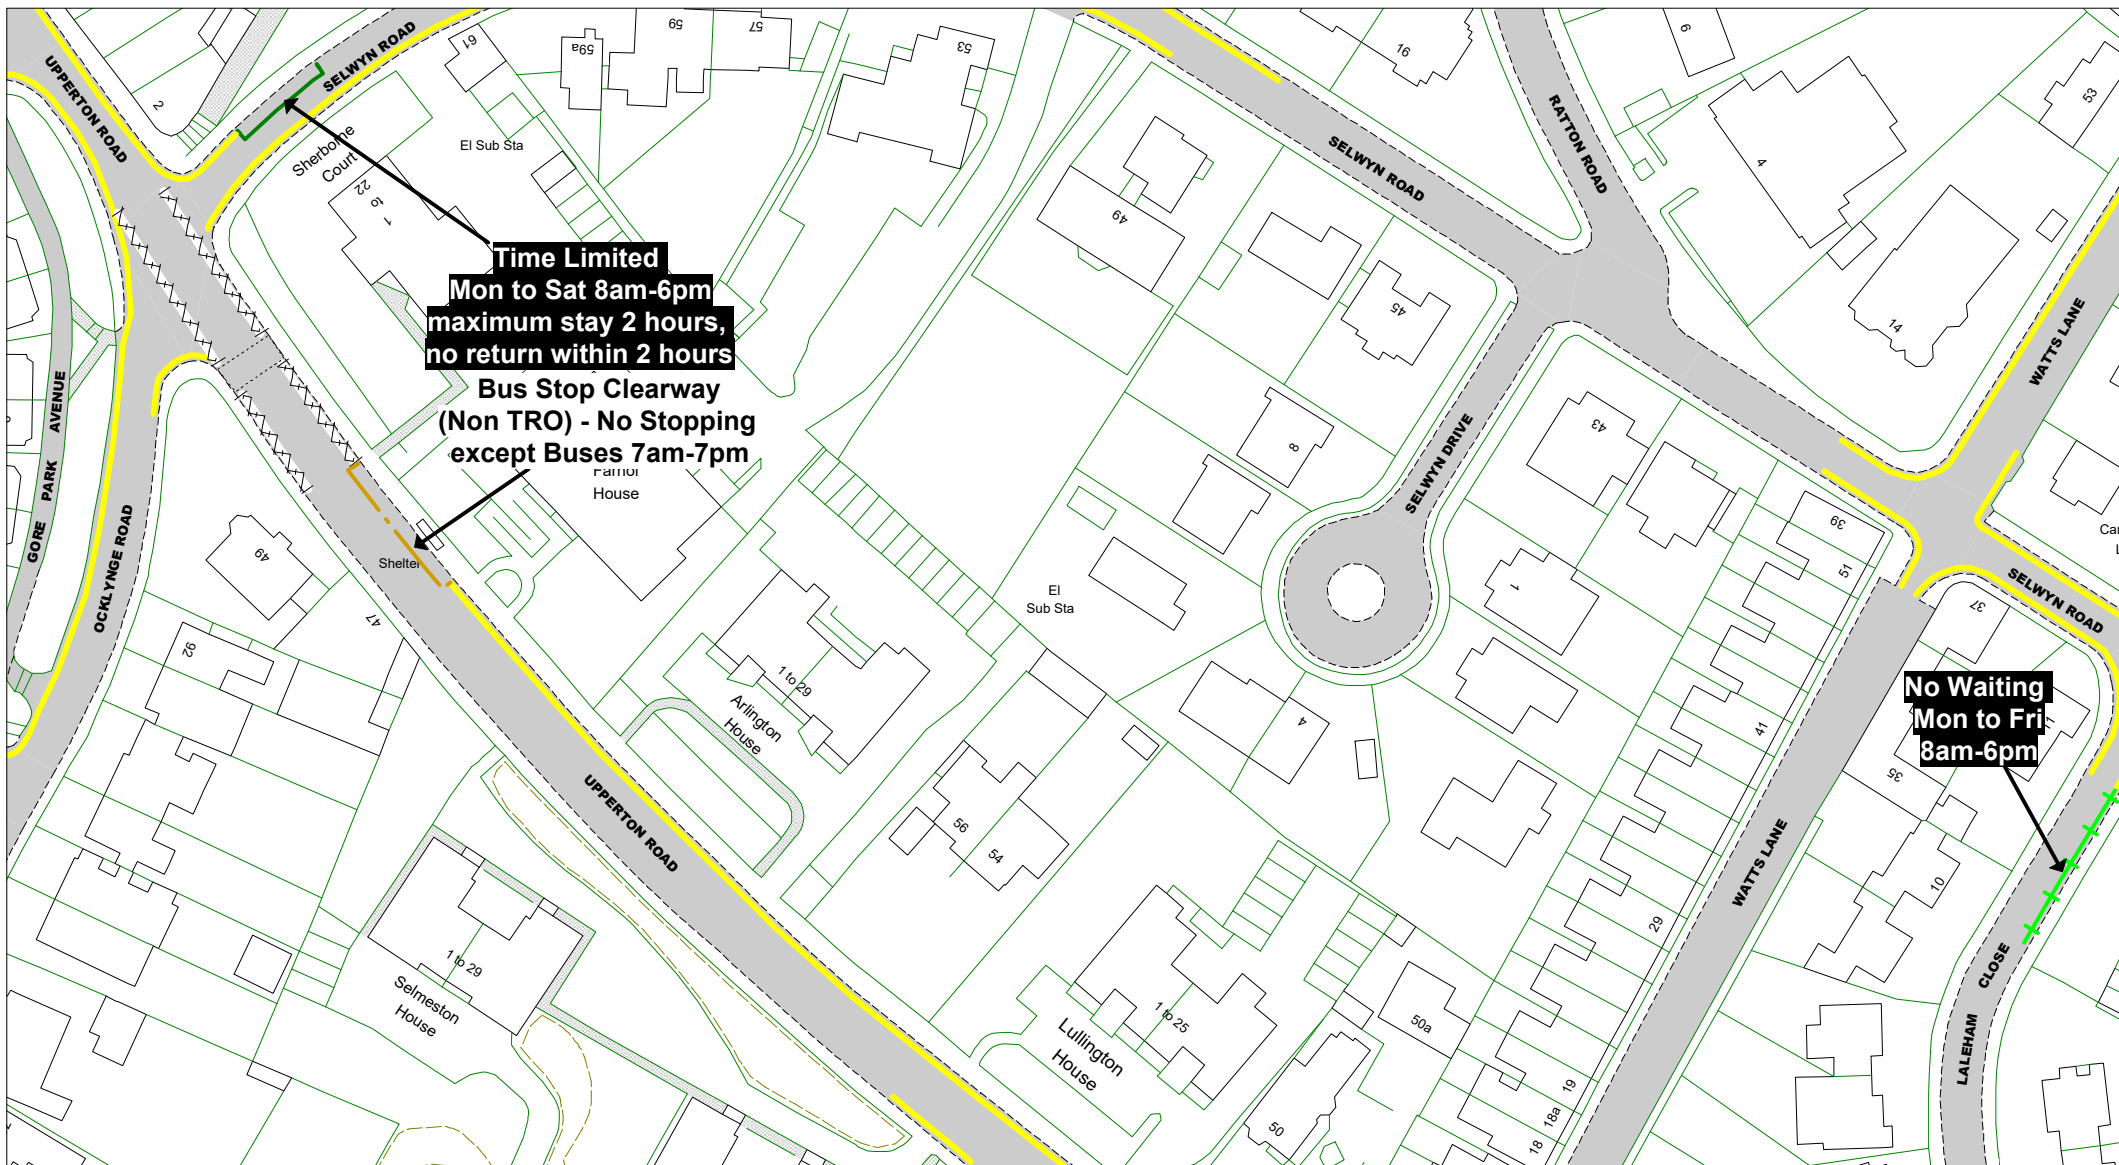 UPPERTON ROAD
2
SELWYN ROAD
61
59a
59
57
53
16
6
53
RATTON ROAD
4
SELWYN ROAD
El Sub Sta
Sherborne
Court
1 to 22
49
45
14
WATTS LANE
Time Limited
Mon to Sat 8am-6pm
maximum stay 2 hours,
no return within 2 hours
Bus Stop Clearway
(Non TRO) - No Stopping
except Buses 7am-7pm
House
GORE PARK AVENUE
OCKLYNGE ROAD
49
Shelter
47
92
8
SELWYN DRIVE
43
39
51
37
SELWYN ROAD
El
Sub Sta
1
1 to 29
Arlington
House
4
41
No Waiting
Mon to Fri
8am-6pm
35
10
UPPERTON ROAD
56
54
WATTS LANE
29
1 to 29
Selmeston
House
1 to 25
Lullington
House
50a
50
19
18a
18
LALEHAM CLOSE